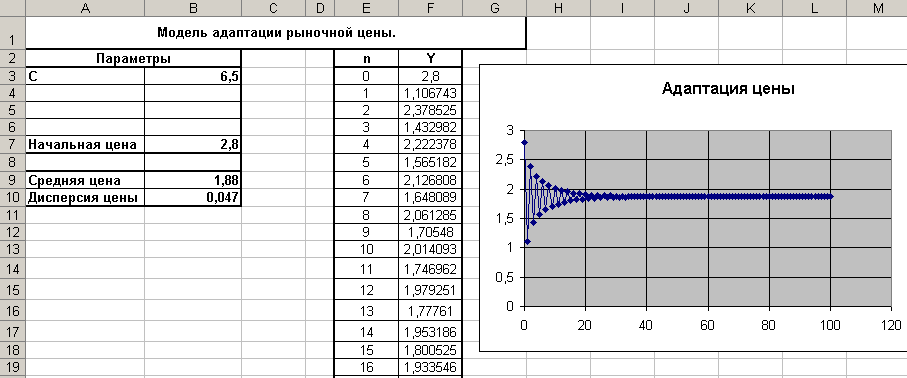 A B C D E F G H I J K L M
1 Модель адаптации рыночной цены.
2 Параметры n Y
3 С 6,5 0 2,8
4 1 1,106743
5 2 2,378525
6 3 1,432982
7 Начальная цена 2,8 4 2,222378
8 5 1,565182
9 Средняя цена 1,88 6 2,126808
10 Дисперсия цены 0,047 7 1,648089
11 8 2,061285
12 9 1,70548
13 10 2,014093
14 11 1,746962
15 12 1,979251
16 13 1,77761
17 14 1,953186
18 15 1,800525
19 16 1,933546
Адаптация цены
3
2,5
2
1,5
1
0,5
0
0 20 40 60 80 100 120